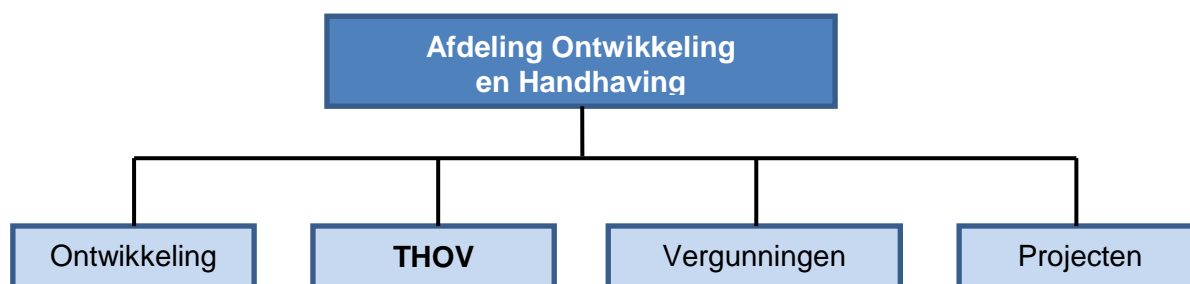 Afdeling Ontwikkeling
en Handhaving
Ontwikkeling
THOV
Vergunningen
Projecten